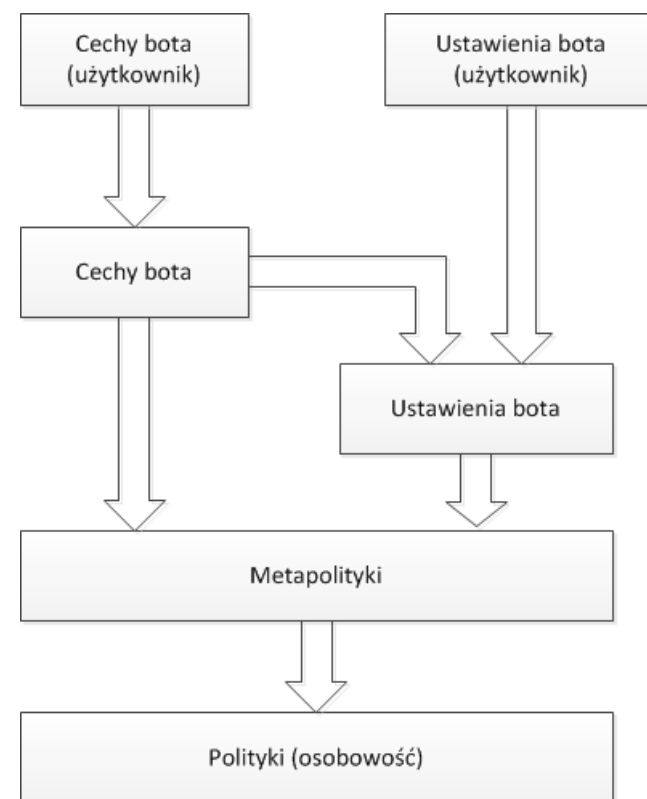 Cechy bota
(użytkownik)
Ustawienia bota
(użytkownik)
Cechy bota
Ustawienia bota
Metapolityki
Polityki (osobowość)